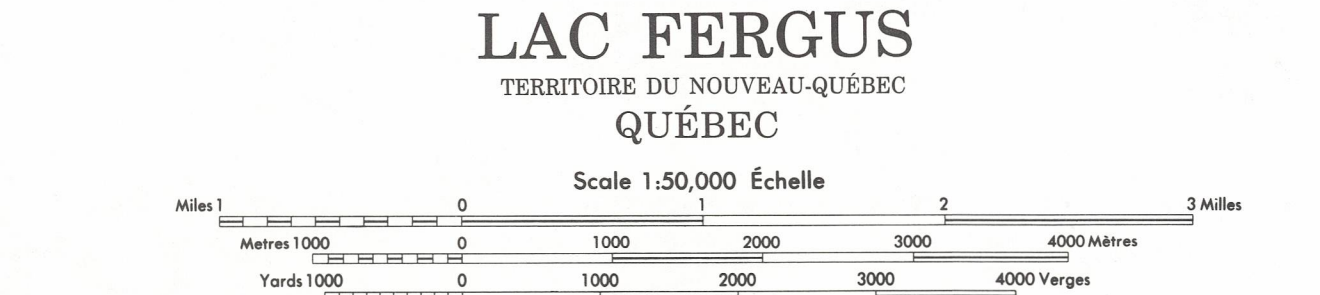 LAC FERGUS
TERRITOIRE DU NOUVEAU-QUÉBEC
QUÉBEC
Scale 1:50,000 Échelle
Miles 1 0 1 2 3 Milles
Metres 1000 0 1000 2000 3000 4000 Mètres
Yards 1000 0 1000 2000 3000 4000 Verges